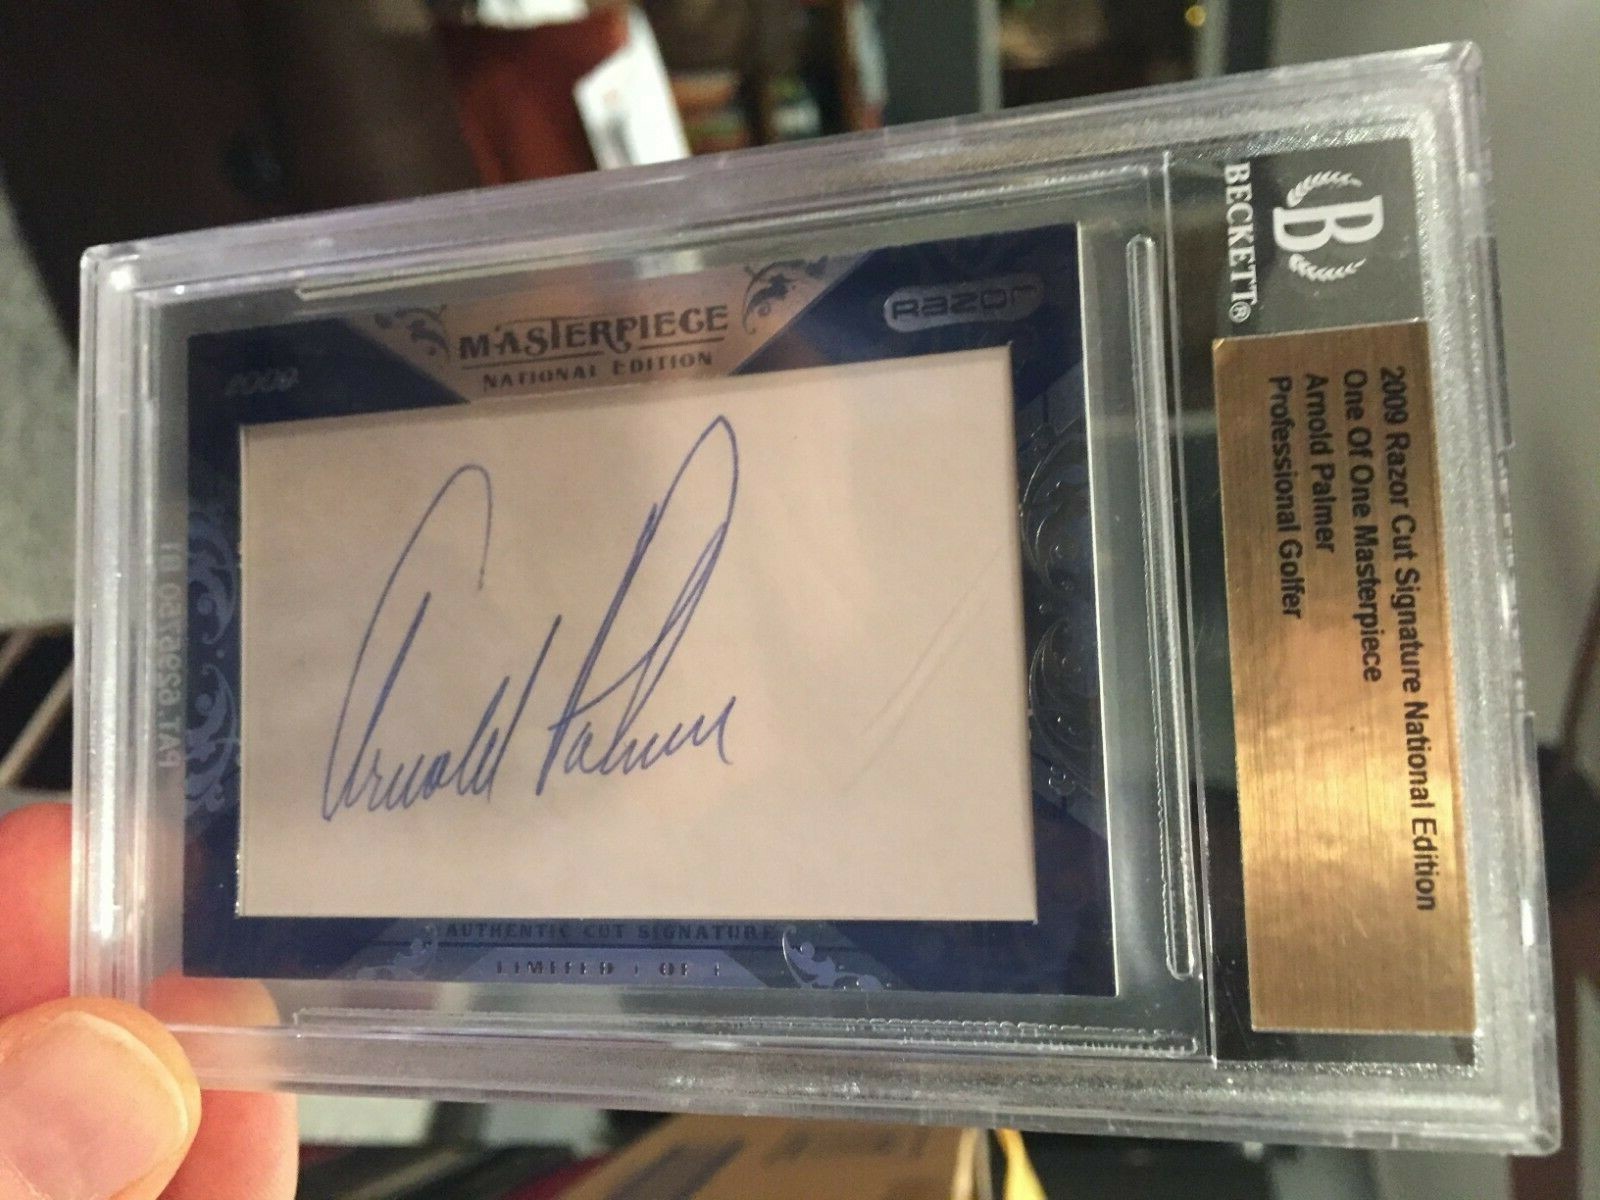 MASTERPIECE
NATIONAL EDITION
Razor
2009
Arnold Palmer
AUTHENTIC CUT SIGNATURE
LIMITED 1 OF 1
BECKETT®
B
2009 Razor Cut Signature National Edition
One Of One Masterpiece
Arnold Palmer
Professional Golfer